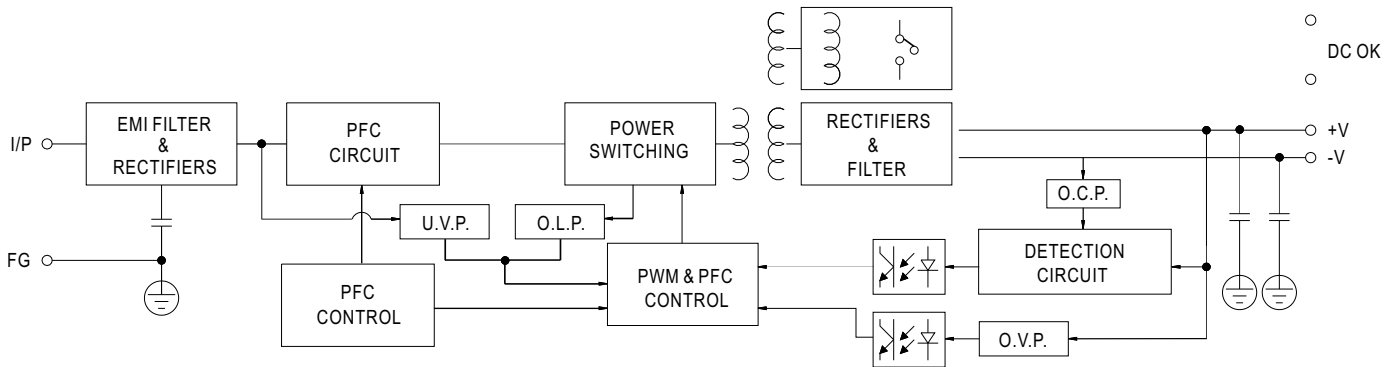 DC OK
I/P
EMI FILTER
&
RECTIFIERS
PFC
CIRCUIT
POWER
SWITCHING
RECTIFIERS
&
FILTER
+V
-V
O.C.P.
U.V.P.
O.L.P.
FG
DETECTION
CIRCUIT
PFC
CONTROL
PWM & PFC
CONTROL
O.V.P.